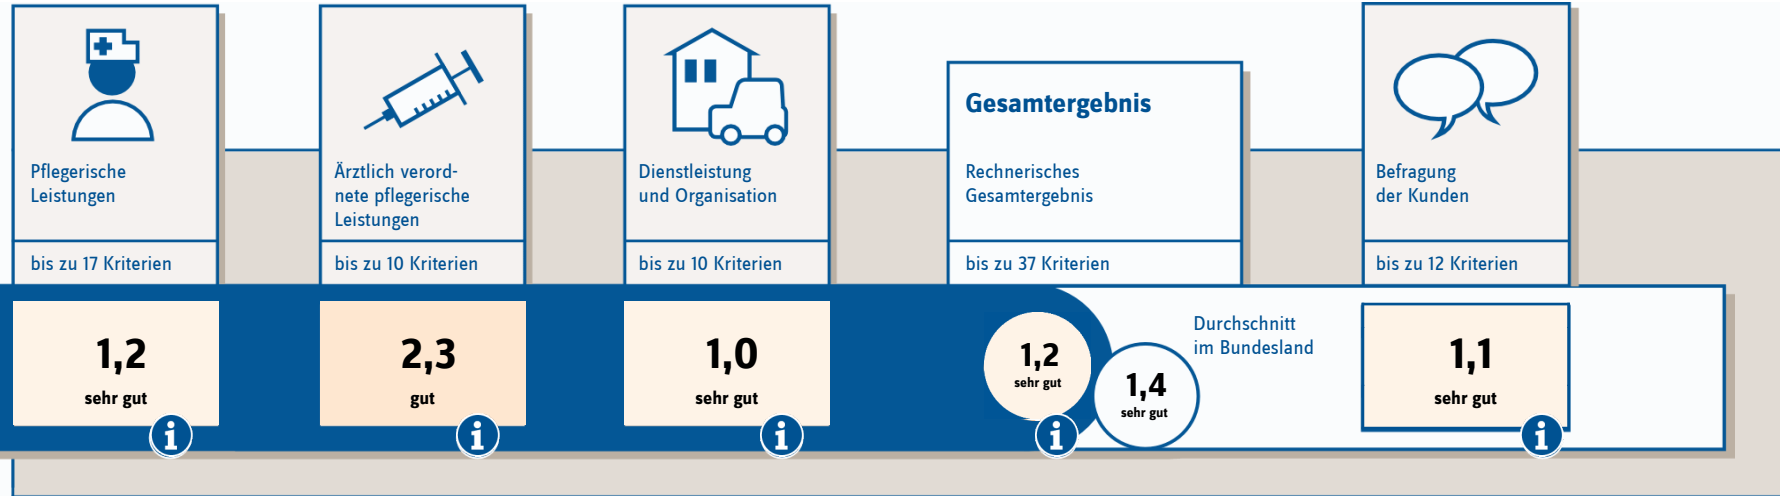 Pflegerische
Leistungen
bis zu 17 Kriterien
1,2
sehr gut
i
Ärztlich verord-
nete pflegerische
Leistungen
bis zu 10 Kriterien
2,3
gut
i
Dienstleistung
und Organisation
bis zu 10 Kriterien
1,0
sehr gut
i
Gesamtergebnis
Rechnerisches
Gesamtergebnis
bis zu 37 Kriterien
1,2
sehr gut
i
Durchschnitt
im Bundesland
1,4
sehr gut
Befragung
der Kunden
bis zu 12 Kriterien
1,1
sehr gut
i